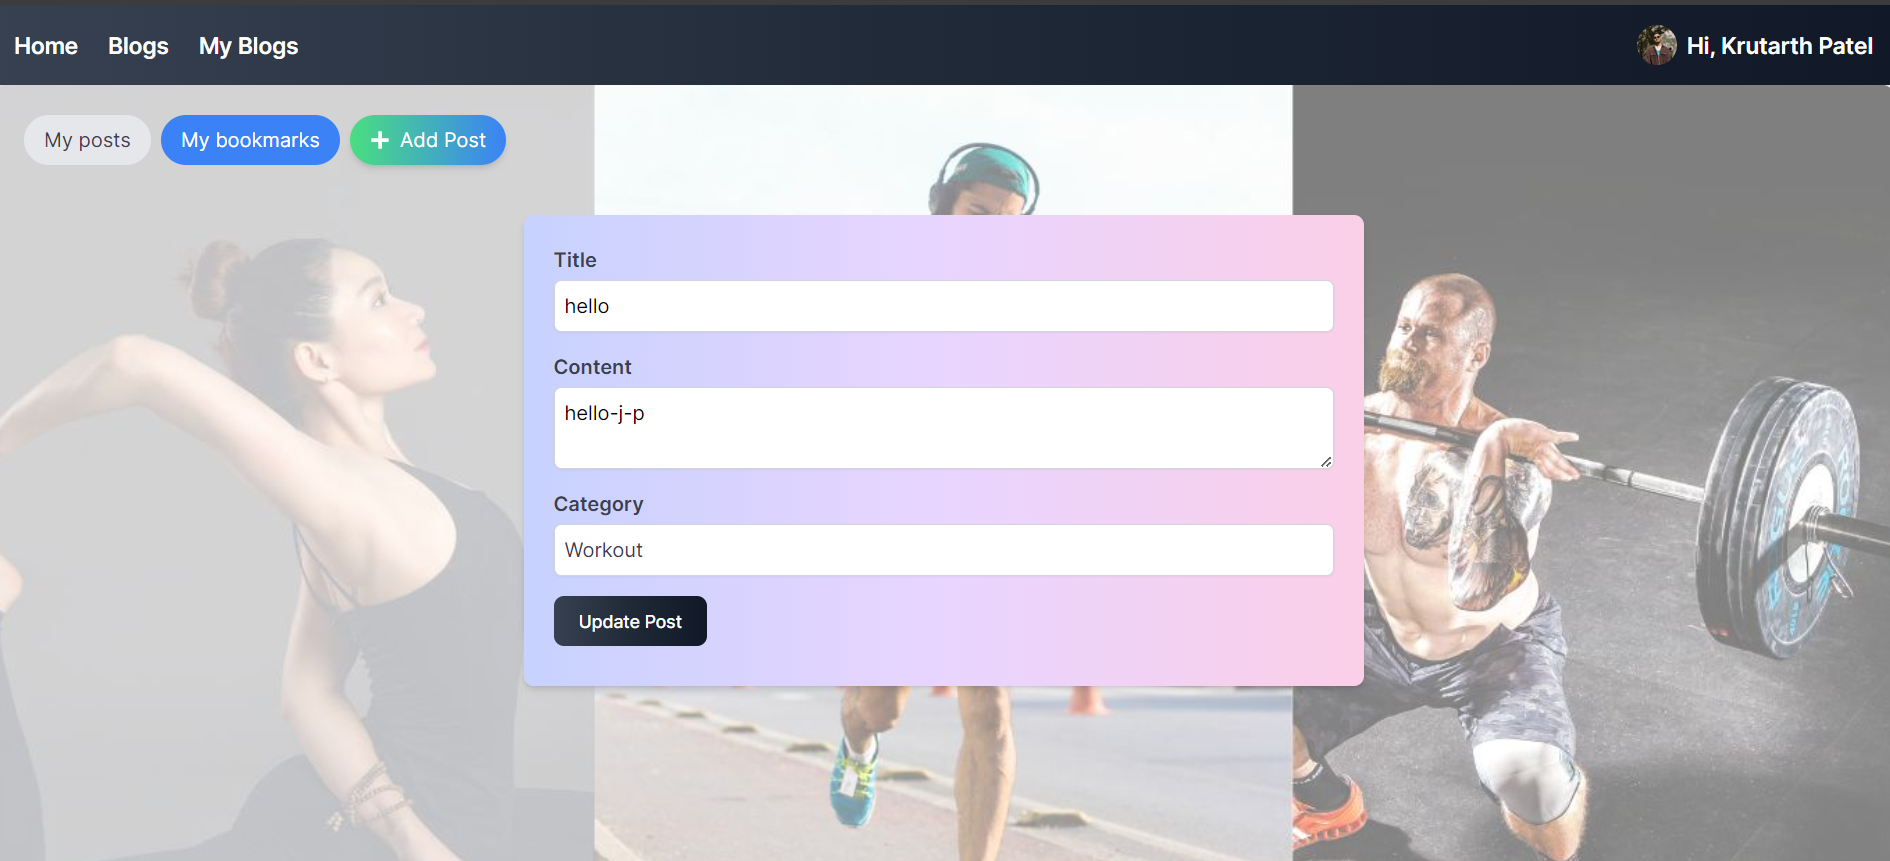 Home Blogs My Blogs Hi, Krutarth Patel
My posts My bookmarks + Add Post
Title
hello
Content
hello-j-p
Category
Workout
Update Post